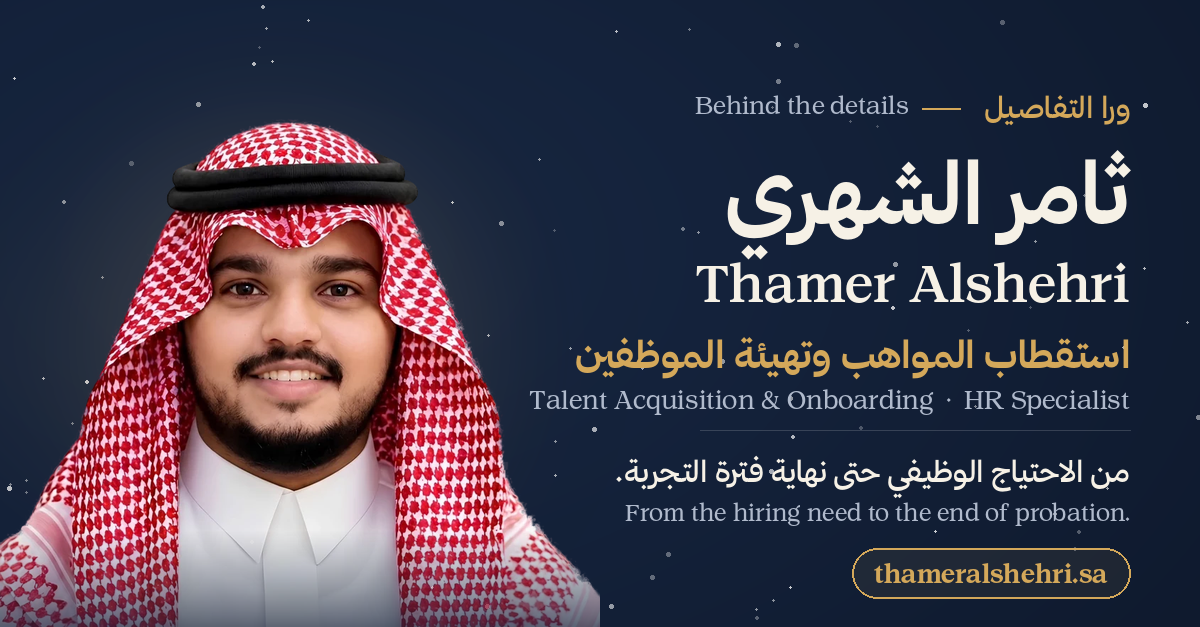 ورا التفاصيل — Behind the details
ثامر الشهري
Thamer Alshehri
استقطاب المواهب وتهيئة الموظفين
Talent Acquisition & Onboarding · HR Specialist
من الاحتياج الوظيفي حتى نهاية فترة التجربة.
From the hiring need to the end of probation.
thameralshehri.sa